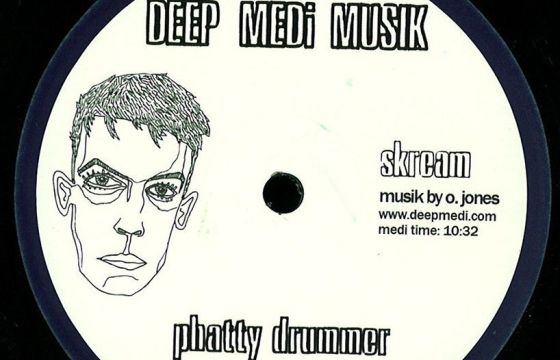 DEEP MEDi MUSIK
skream
musik by o. jones
www.deepmedi.com
medi time: 10:32
phatty drummer